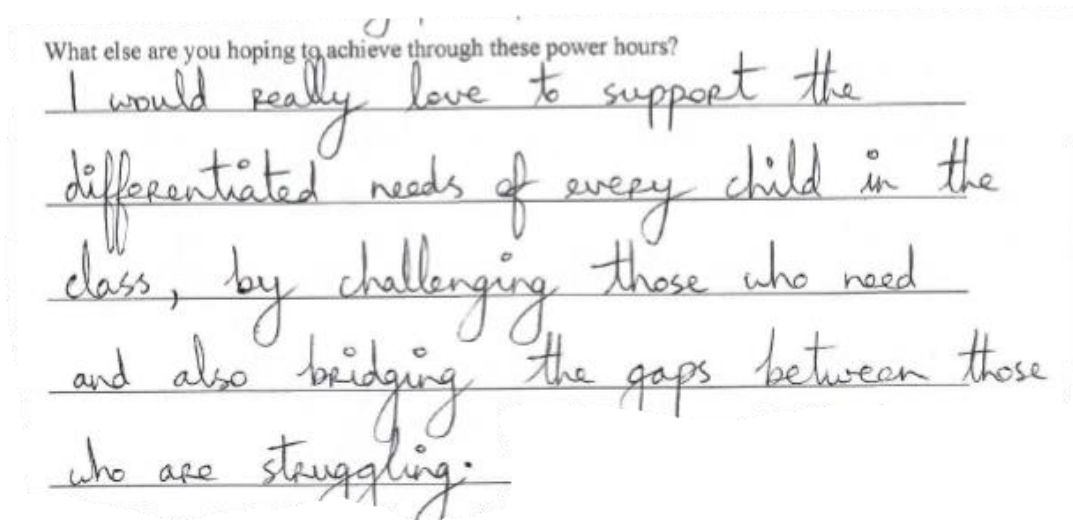 What else are you hoping to achieve through these power hours?
I would really love to support the
differentiated needs of every child in the
class, by challenging those who need
and also bridging the gaps between those
who are struggling.